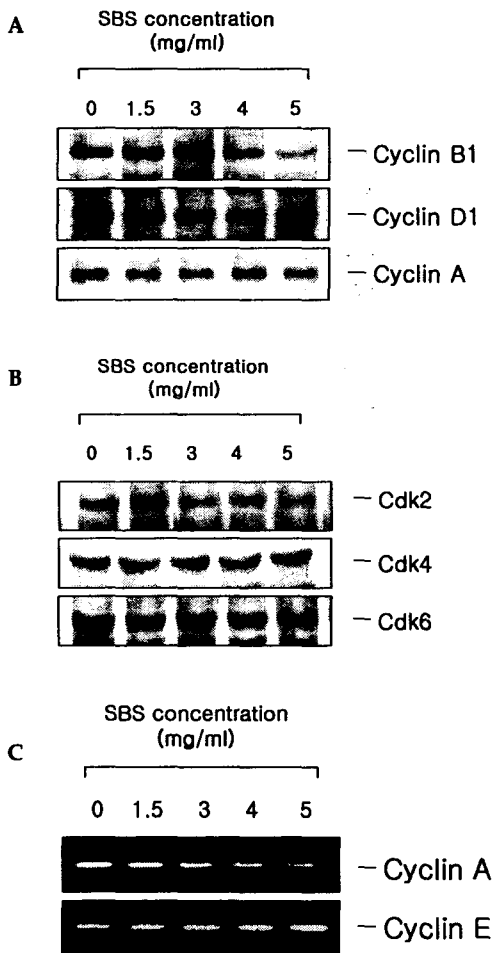 A
SBS concentration
(mg/ml)
0 1.5 3 4 5
Cyclin B1
Cyclin D1
Cyclin A
B
SBS concentration
(mg/ml)
0 1.5 3 4 5
Cdk2
Cdk4
Cdk6
C
SBS concentration
(mg/ml)
0 1.5 3 4 5
Cyclin A
Cyclin E